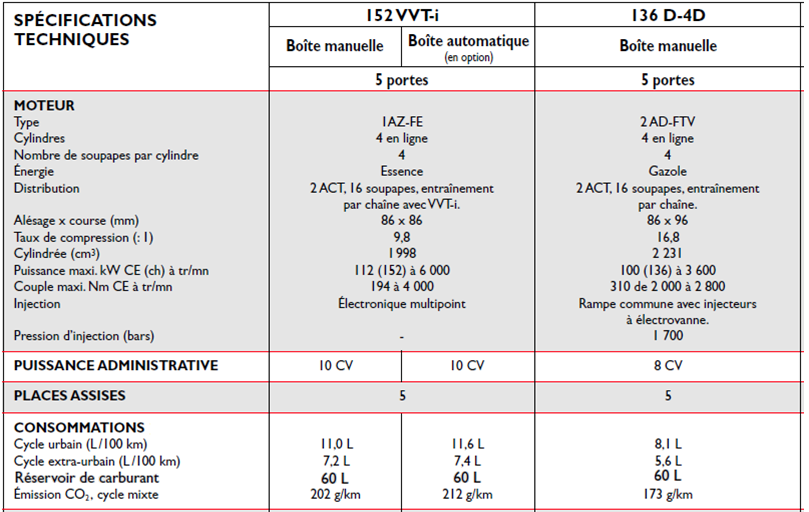 SPÉCIFICATIONS TECHNIQUES 152 VVT-i 136 D-4D
Boîte manuelle Boîte automatique (en option) Boîte manuelle
5 portes 5 portes
MOTEUR
Type 1AZ-FE 2 AD-FTV
Cylindres 4 en ligne 4 en ligne
Nombre de soupapes par cylindre 4 4
Énergie Essence Gazole
Distribution 2 ACT, 16 soupapes, entraînement 2 ACT, 16 soupapes, entraînement
par chaîne avec VVT-i. par chaîne.
Alésage x course (mm) 86 x 86 86 x 96
Taux de compression (: 1) 9,8 16,8
Cylindrée (cm3) 1 998 2 231
Puissance maxi. kW CE (ch) à tr/mn 112 (152) à 6 000 100 (136) à 3 600
Couple maxi. Nm CE à tr/mn 194 à 4 000 310 de 2 000 à 2 800
Injection Électronique multipoint Rampe commune avec injecteurs
à électrovanne.
Pression d'injection (bars) - 1 700
PUISSANCE ADMINISTRATIVE 10 CV 10 CV 8 CV
PLACES ASSISES 5 5
CONSOMMATIONS
Cycle urbain (L/100 km) 11,0 L 11,6 L 8,1 L
Cycle extra-urbain (L/100 km) 7,2 L 7,4 L 5,6 L
Réservoir de carburant 60 L 60 L 60 L
Émission CO2, cycle mixte 202 g/km 212 g/km 173 g/km